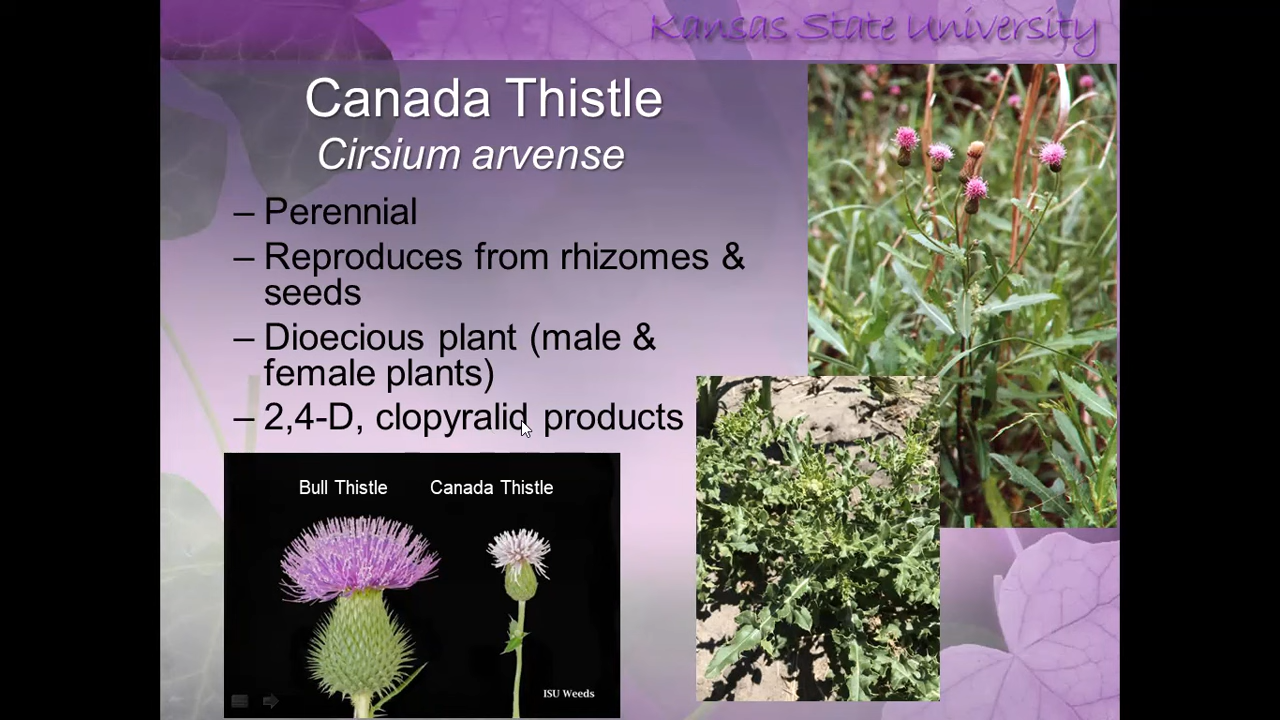 Kansas State University
Canada Thistle
Cirsium arvense
– Perennial
– Reproduces from rhizomes &
seeds
– Dioecious plant (male &
female plants)
– 2,4-D, clopyralid products
Bull Thistle
Canada Thistle
ISU Weeds